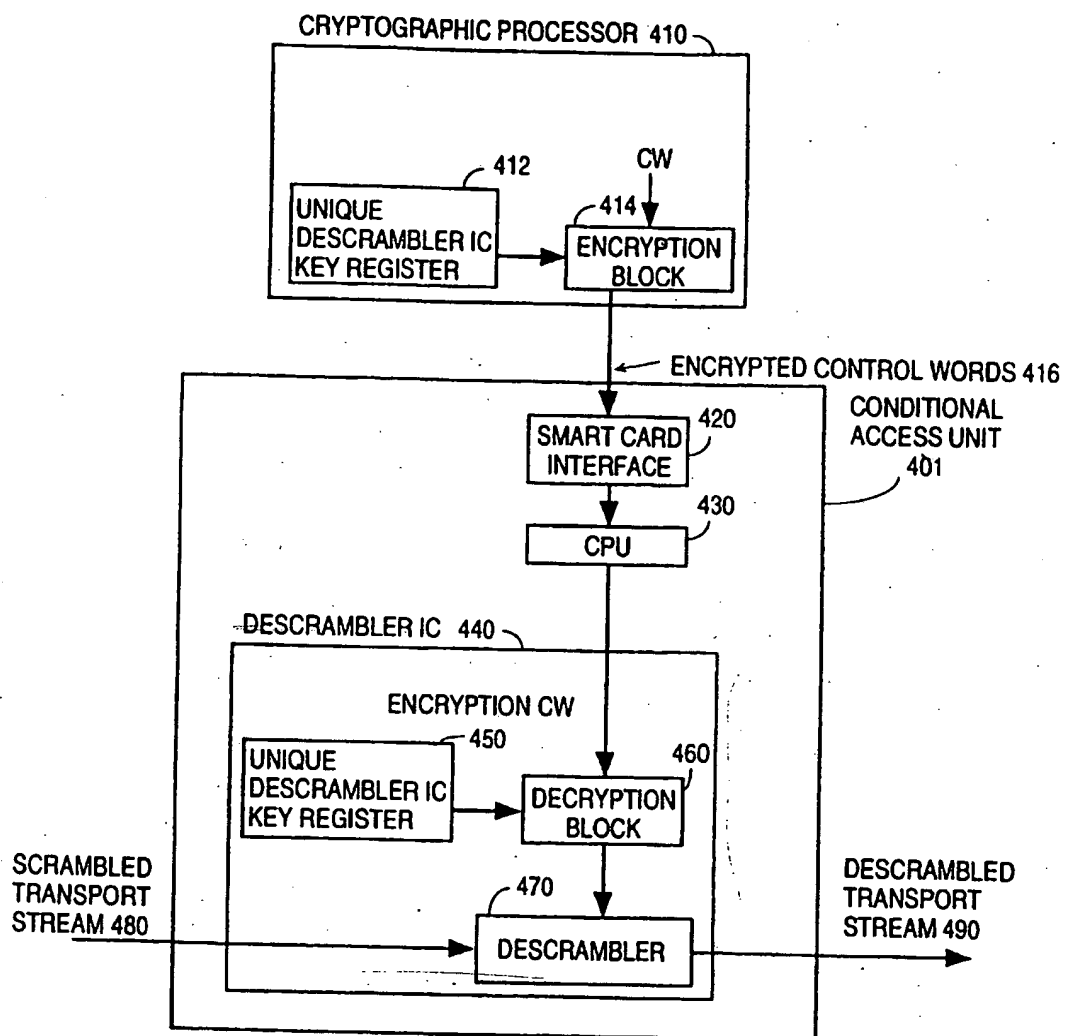 CRYPTOGRAPHIC PROCESSOR 410
412
UNIQUE
DESCRAMBLER IC
KEY REGISTER
CW
414
ENCRYPTION
BLOCK
ENCRYPTED CONTROL WORDS 416
CONDITIONAL
ACCESS UNIT
401
420
SMART CARD
INTERFACE
430
CPU
DESCRAMBLER IC 440
ENCRYPTION CW
450
UNIQUE
DESCRAMBLER IC
KEY REGISTER
460
DECRYPTION
BLOCK
SCRAMBLED
TRANSPORT
STREAM 480
470
DESCRAMBLER
DESCRAMBLED
TRANSPORT
STREAM 490